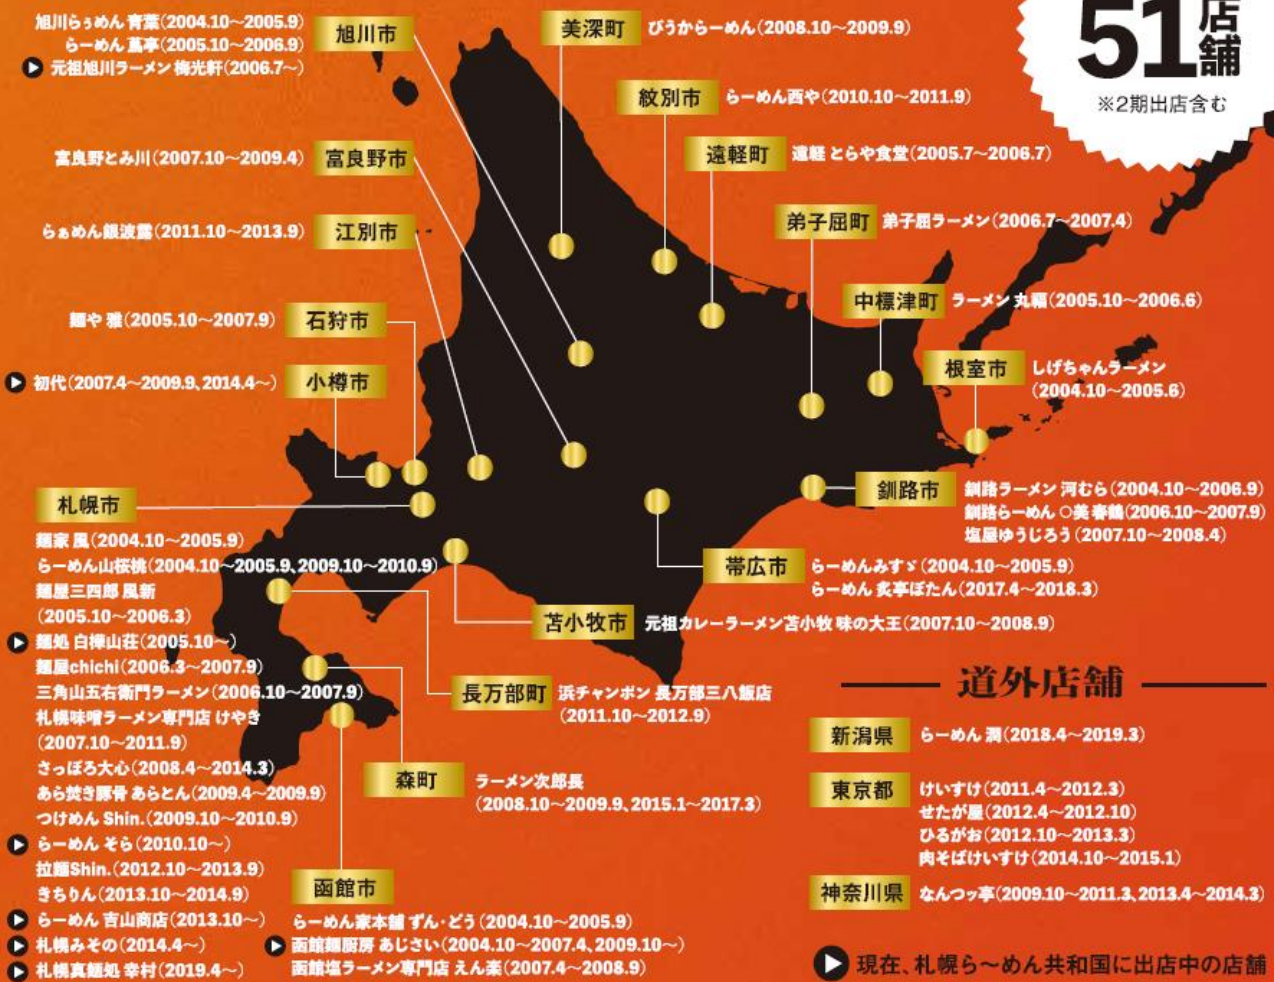 51店舗
※2期出店含む
旭川市
旭川らぅめん 青葉(2004.10～2005.9)
らーめん 蔦亭(2005.10～2006.9)
元祖旭川ラーメン 梅光軒(2006.7～)
美深町
びうからーめん(2008.10～2009.9)
紋別市
らーめん西や(2010.10～2011.9)
遠軽町
遠軽 とらや食堂(2005.7～2006.7)
富良野市
富良野とみ川(2007.10～2009.4)
弟子屈町
弟子屈ラーメン(2006.7～2007.4)
江別市
らぁめん銀波露(2011.10～2013.9)
中標津町
ラーメン 丸福(2005.10～2006.6)
石狩市
麺や 雅(2005.10～2007.9)
根室市
しげちゃんラーメン
(2004.10～2005.6)
小樽市
初代(2007.4～2009.9、2014.4～)
釧路市
釧路ラーメン 河むら(2004.10～2006.9)
釧路らーめん ○美 春鶴(2006.10～2007.9)
塩屋ゆうじろう(2007.10～2008.4)
札幌市
麺家 風(2004.10～2005.9)
らーめん山桜桃(2004.10～2005.9、2009.10～2010.9)
麺屋三四郎 風新
(2005.10～2006.3)
麺処 白樺山荘(2005.10～)
麺屋chichi(2006.3～2007.9)
三角山五右衛門ラーメン(2006.10～2007.9)
札幌味噌ラーメン専門店 けやき
(2007.10～2011.9)
さっぽろ大心(2008.4～2014.3)
あら焚き豚骨 あらとん(2009.4～2009.9)
つけめん Shin.(2009.10～2010.9)
らーめん そら(2010.10～)
拉麺Shin.(2012.10～2013.9)
きちりん(2013.10～2014.9)
らーめん 吉山商店(2013.10～)
札幌みその(2014.4～)
札幌真麺処 幸村(2019.4～)
帯広市
らーめんみすゞ(2004.10～2005.9)
らーめん 炙亭ぼたん(2017.4～2018.3)
苫小牧市
元祖カレーラーメン苫小牧 味の大王(2007.10～2008.9)
長万部町
浜チャンポン 長万部三八飯店
(2011.10～2012.9)
森町
ラーメン次郎長
(2008.10～2009.9、2015.1～2017.3)
函館市
らーめん家本舗 ずん・どう(2004.10～2005.9)
函館麺厨房 あじさい(2004.10～2007.4、2009.10～)
函館塩ラーメン専門店 えん楽(2007.4～2008.9)
道外店舗
新潟県
らーめん 潤(2018.4～2019.3)
東京都
けいすけ(2011.4～2012.3)
せたが屋(2012.4～2012.10)
ひるがお(2012.10～2013.3)
肉そばけいすけ(2014.10～2015.1)
神奈川県
なんつッ亭(2009.10～2011.3、2013.4～2014.3)
現在、札幌ら～めん共和国に出店中の店舗